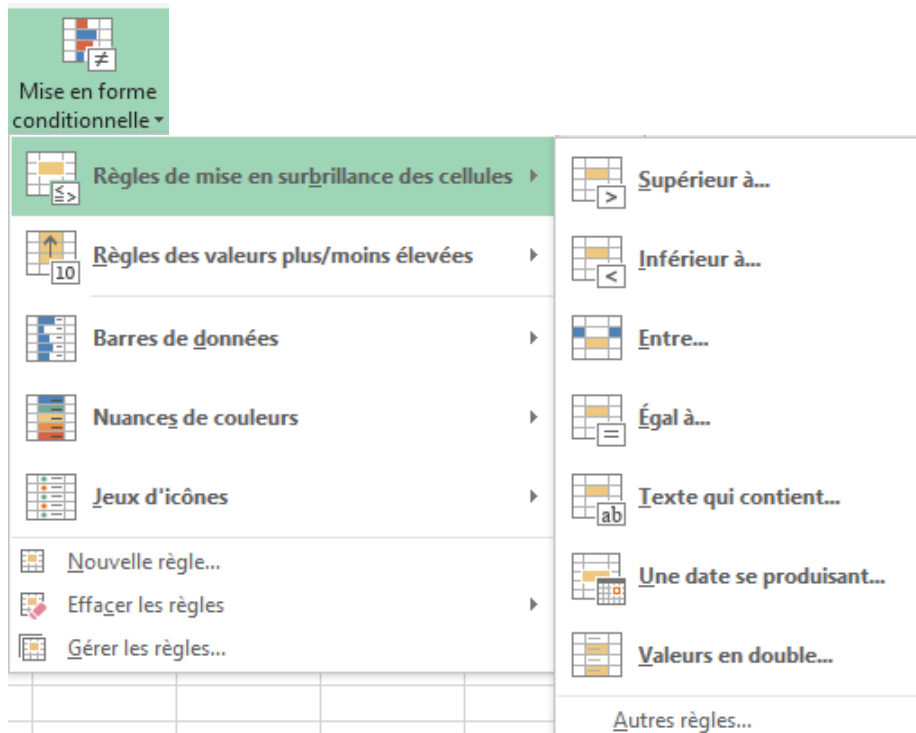 ≠
Mise en forme
conditionnelle
Règles de mise en surbrillance des cellules
≤>
Règles des valeurs plus/moins élevées
10
Barres de données
Nuances de couleurs
Jeux d'icônes
Nouvelle règle...
Effacer les règles
Gérer les règles...
Supérieur à...
>
Inférieur à...
<
Entre...
Égal à...
=
Texte qui contient...
ab
Une date se produisant...
Valeurs en double...
Autres règles...